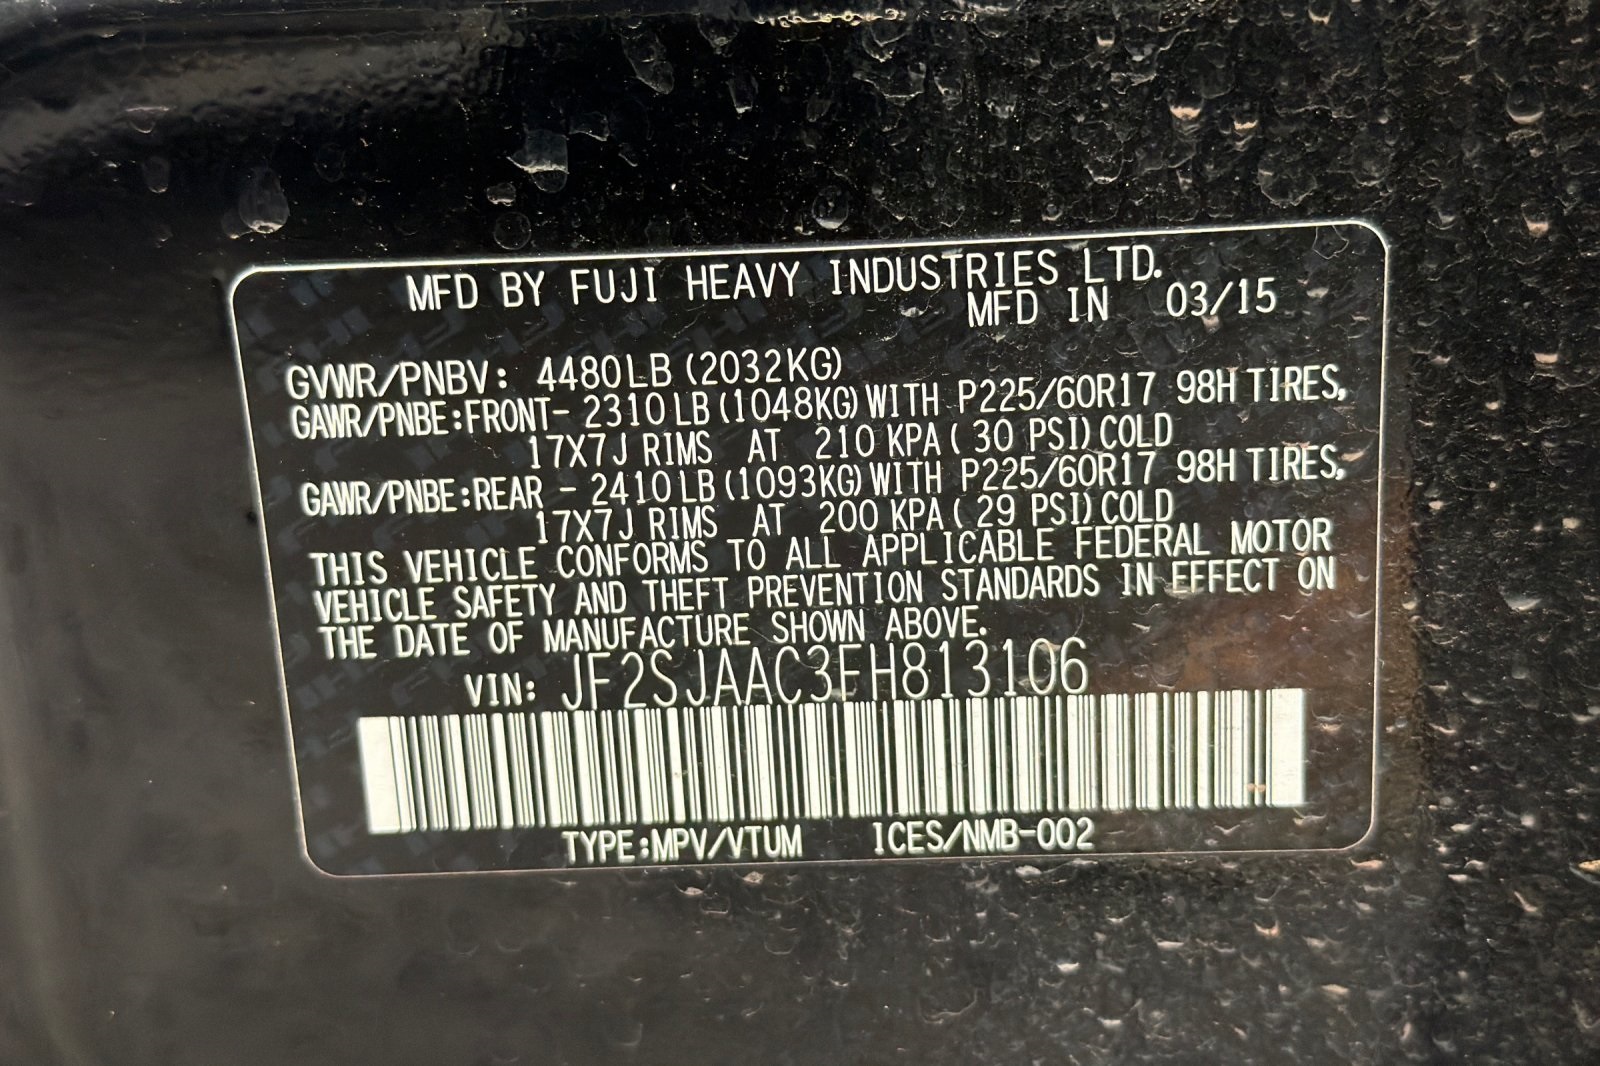 MFD BY FUJI HEAVY INDUSTRIES LTD.
MFD IN 03/15
GVWR/PNBV: 4480LB (2032KG)
GAWR/PNBE:FRONT- 2310LB(1048KG)WITH P225/60R17 98H TIRES,
17X7J RIMS AT 210 KPA( 30 PSI)COLD
GAWR/PNBE:REAR - 2410LB(1093KG)WITH P225/60R17 98H TIRES,
17X7J RIMS AT 200 KPA( 29 PSI)COLD
THIS VEHICLE CONFORMS TO ALL APPLICABLE FEDERAL MOTOR
VEHICLE SAFETY AND THEFT PREVENTION STANDARDS IN EFFECT ON
THE DATE OF MANUFACTURE SHOWN ABOVE.
VIN: JF2SJAAC3FH813106
TYPE:MPV/VTUM ICES/NMB-002